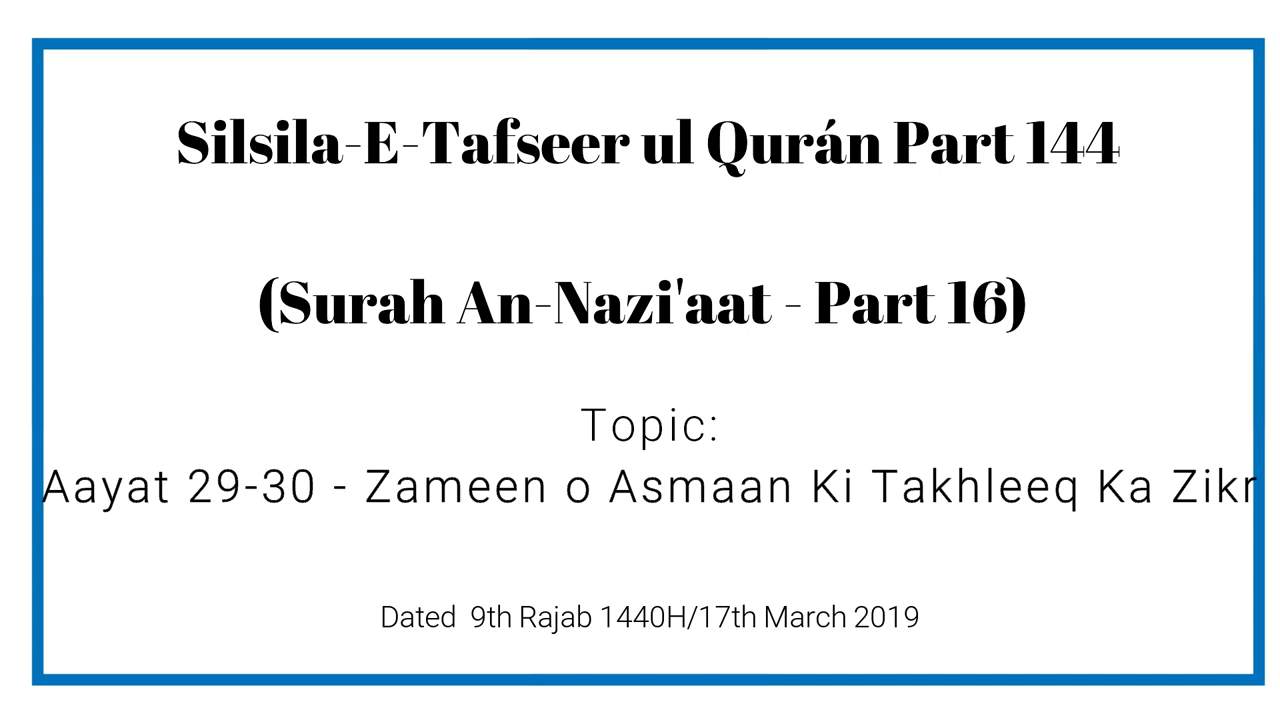 Silsila-E-Tafseer ul Qurán Part 144
(Surah An-Nazi'aat - Part 16)
Topic:
Aayat 29-30 - Zameen o Asmaan Ki Takhleeq Ka Zikr
Dated  9th Rajab 1440H/17th March 2019